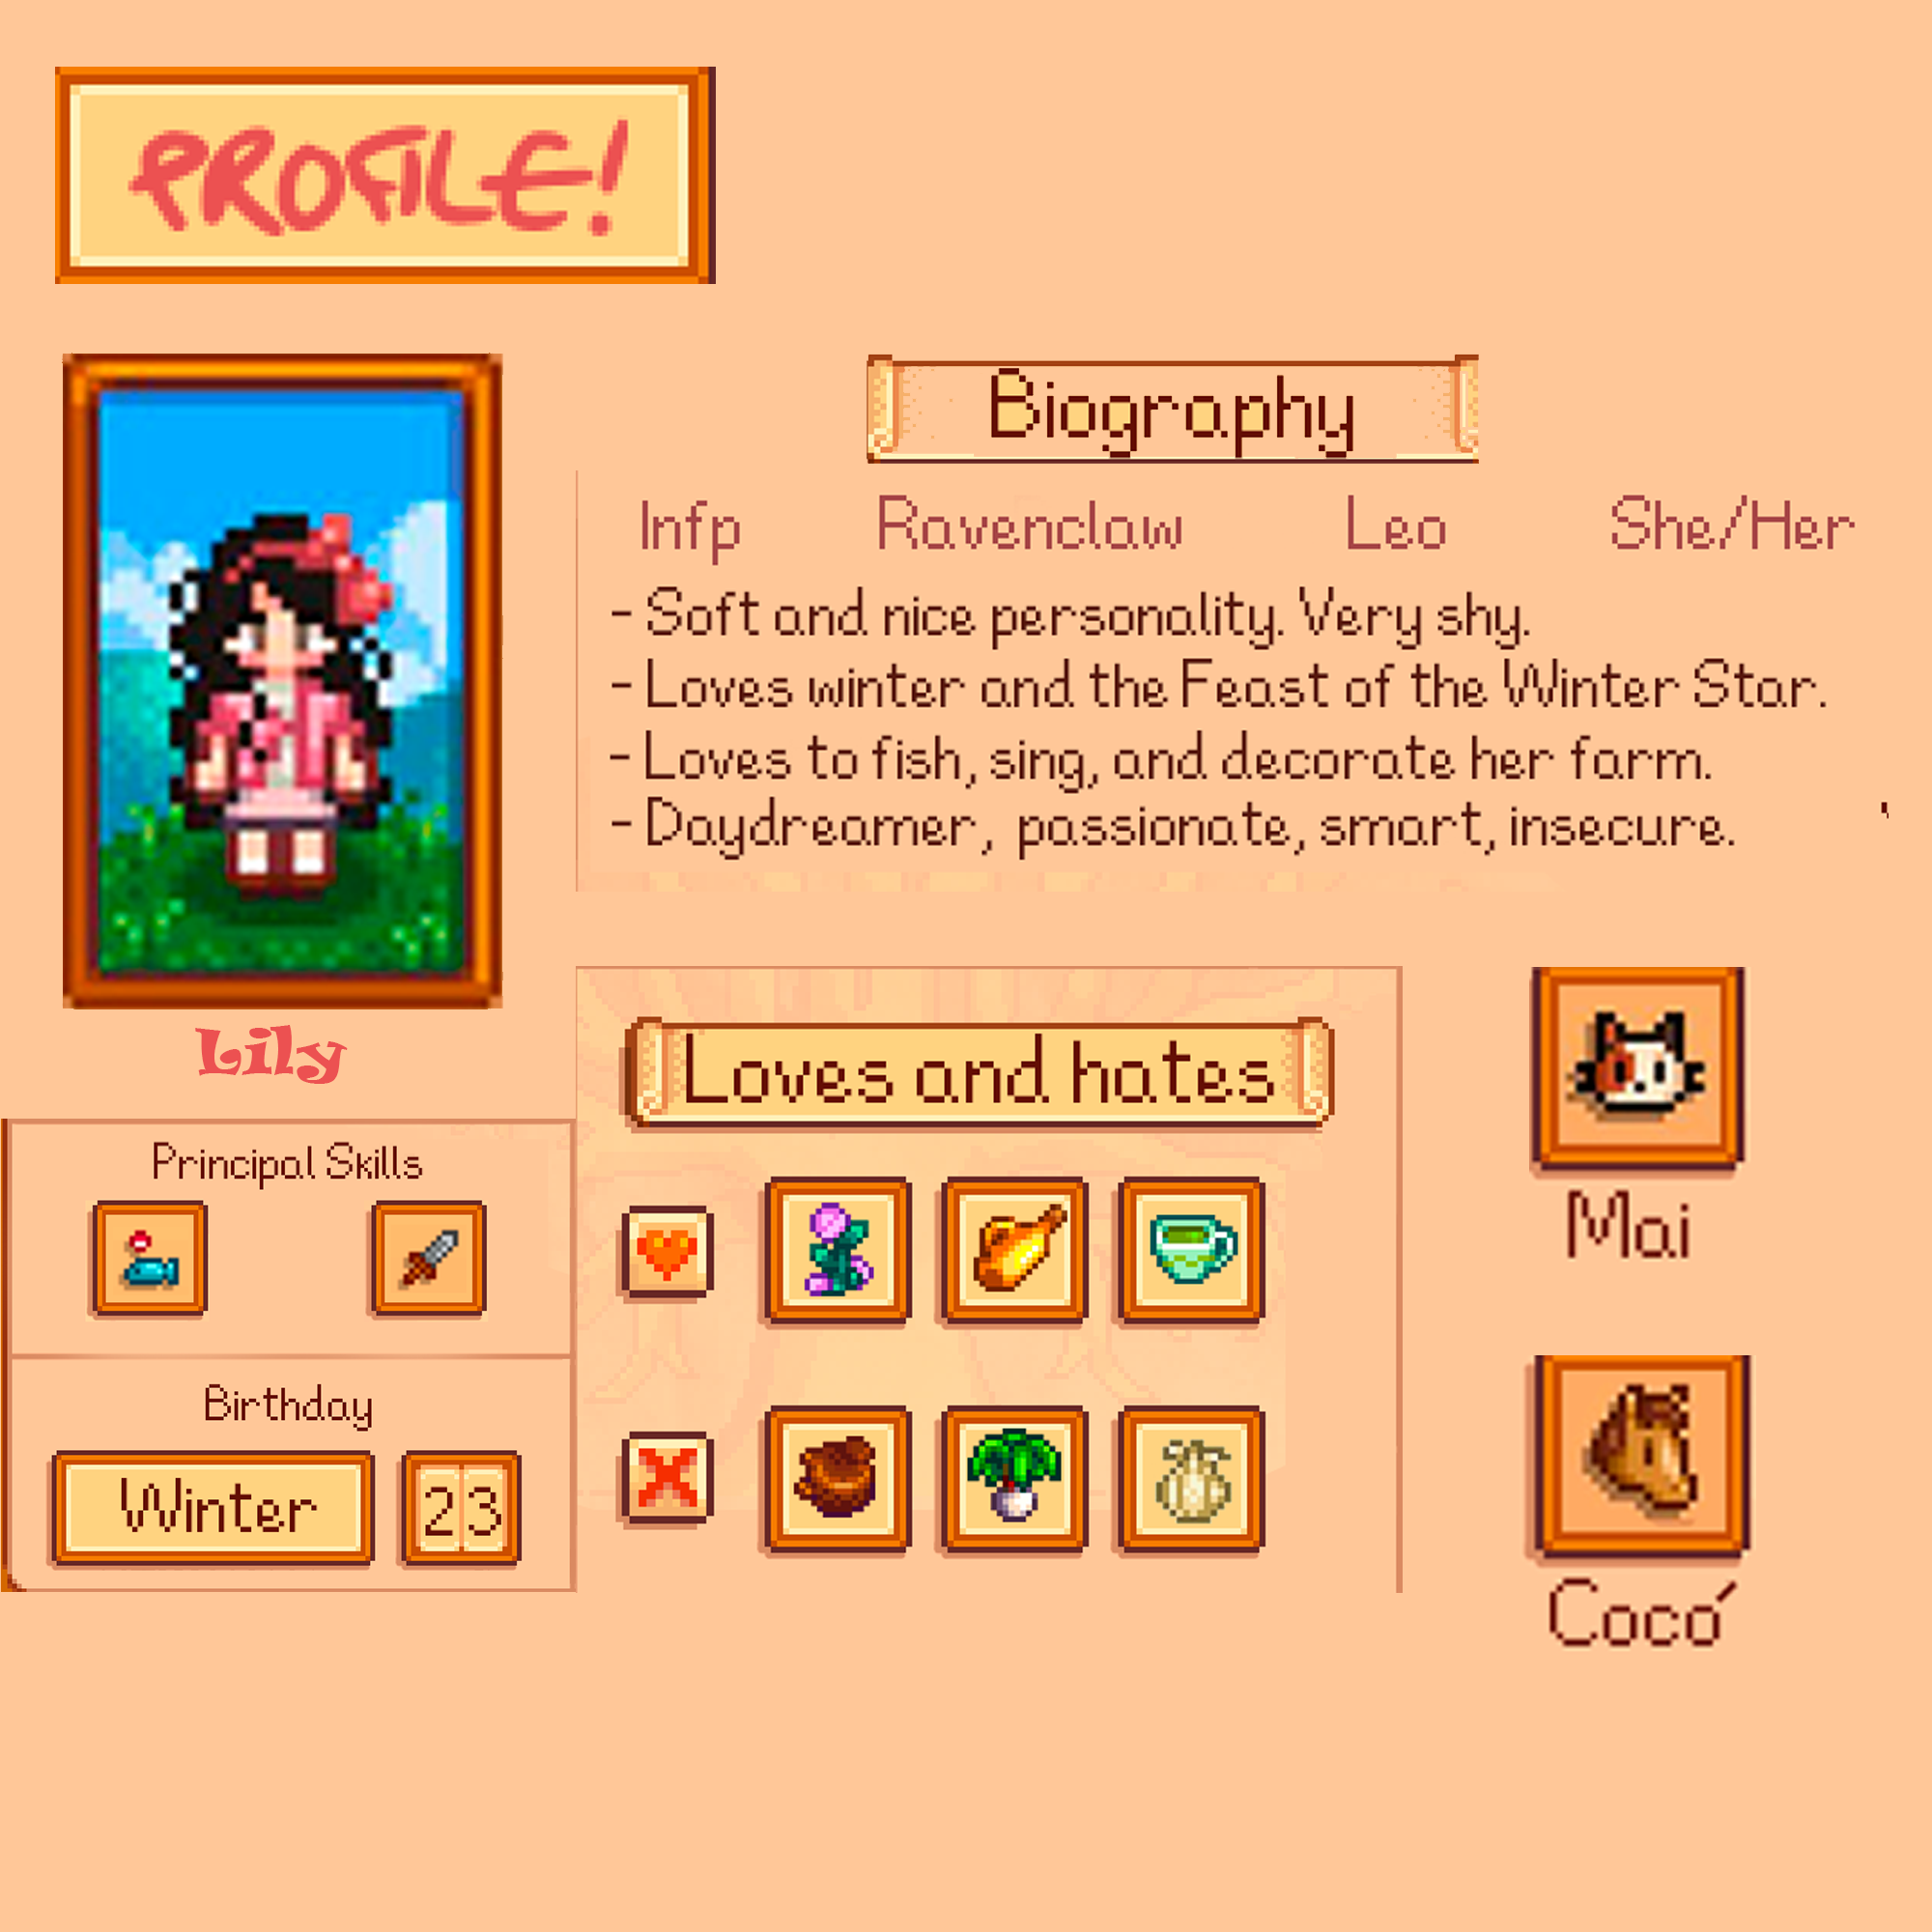 PROFILE!
Biography
Infp Ravenclaw Leo She/Her
- Soft and nice personality. Very shy.
- Loves winter and the Feast of the Winter Star.
- Loves to fish, sing, and decorate her farm.
- Daydreamer, passionate, smart, insecure.
Lily
Principal Skills
Birthday
Winter 23
Loves and hates
Mai
Cocó